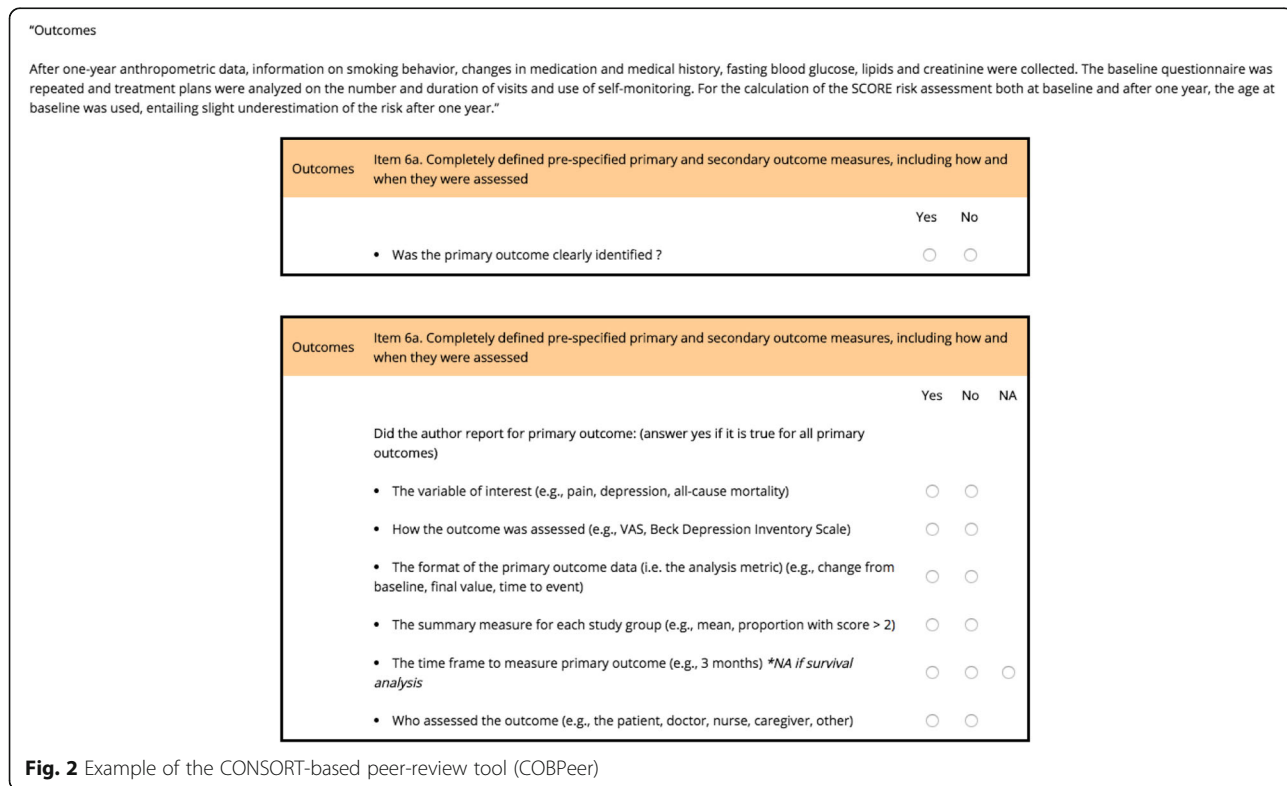 “Outcomes
After one-year anthropometric data, information on smoking behavior, changes in medication and medical history, fasting blood glucose, lipids and creatinine were collected. The baseline questionnaire was
repeated and treatment plans were analyzed on the number and duration of visits and use of self-monitoring. For the calculation of the SCORE risk assessment both at baseline and after one year, the age at
baseline was used, entailing slight underestimation of the risk after one year.”
Outcomes
Item 6a. Completely defined pre-specified primary and secondary outcome measures, including how and
when they were assessed
Yes No
• Was the primary outcome clearly identified ?
Outcomes
Item 6a. Completely defined pre-specified primary and secondary outcome measures, including how and
when they were assessed
Yes No NA
Did the author report for primary outcome: (answer yes if it is true for all primary
outcomes)
• The variable of interest (e.g., pain, depression, all-cause mortality)
• How the outcome was assessed (e.g., VAS, Beck Depression Inventory Scale)
• The format of the primary outcome data (i.e. the analysis metric) (e.g., change from
baseline, final value, time to event)
• The summary measure for each study group (e.g., mean, proportion with score > 2)
• The time frame to measure primary outcome (e.g., 3 months) *NA if survival
analysis
• Who assessed the outcome (e.g., the patient, doctor, nurse, caregiver, other)
Fig. 2 Example of the CONSORT-based peer-review tool (COBPeer)